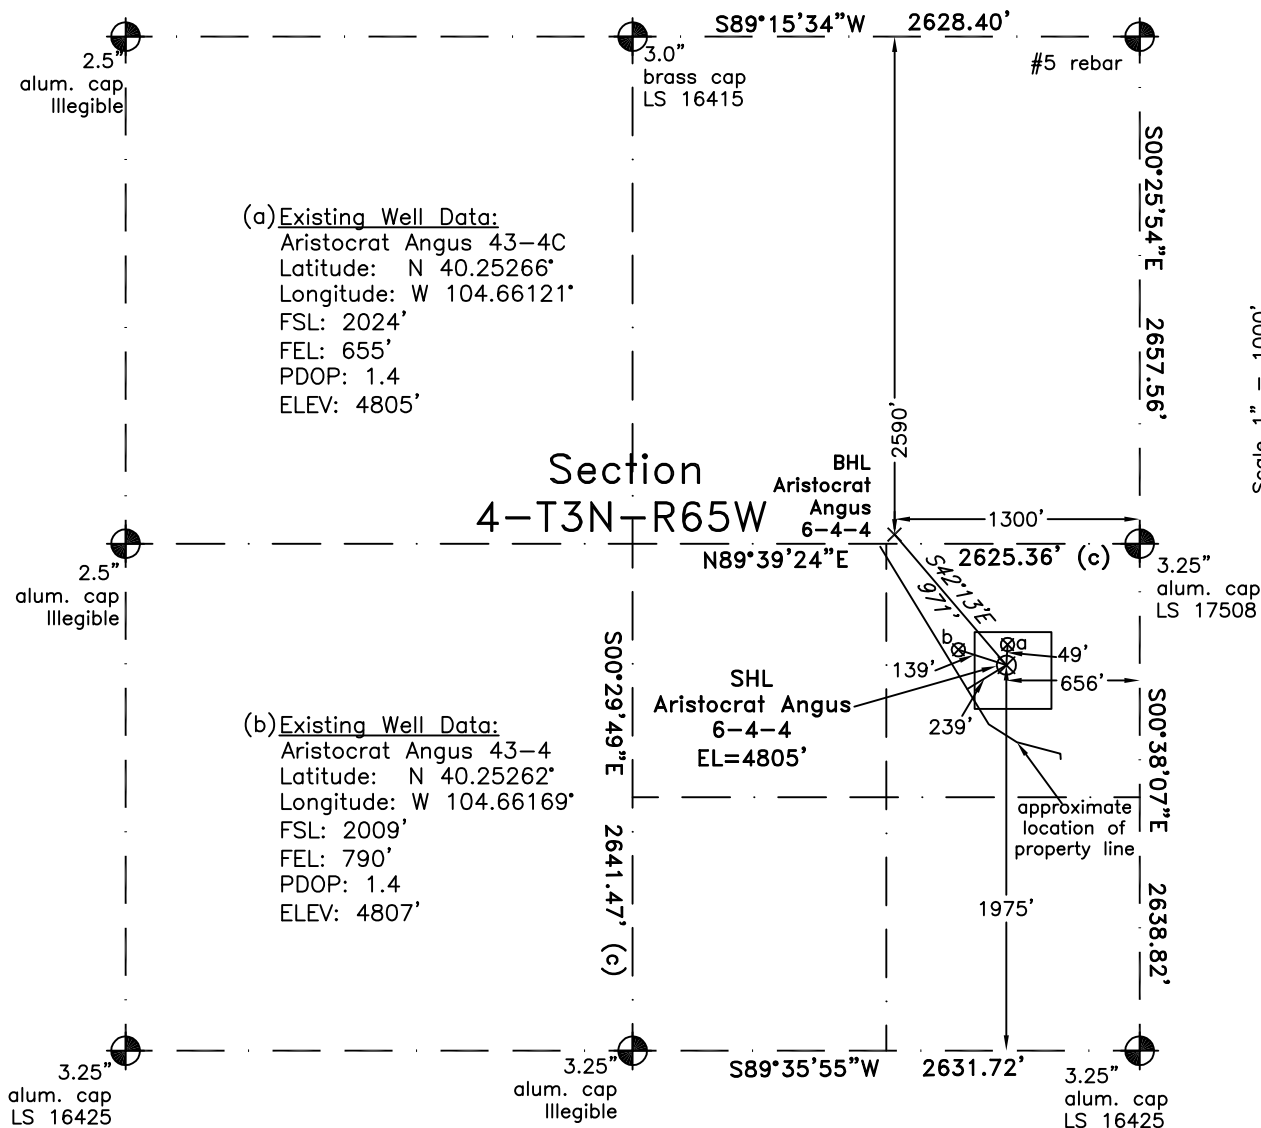 S89°15'34"W 2628.40'
2.5"
alum. cap
Illegible
3.0"
brass cap
LS 16415
#5 rebar
S00°25'54"E 2657.56'
(a) Existing Well Data:
Aristocrat Angus 43-4C
Latitude: N 40.25266°
Longitude: W 104.66121°
FSL: 2024'
FEL: 655'
PDOP: 1.4
ELEV: 4805'
Scale 1" = 1000'
2590'
Section
4-T3N-R65W
BHL
Aristocrat
Angus
6-4-4
1300'
N89°39'24"E 2625.36' (c)
2.5"
alum. cap
Illegible
3.25"
alum. cap
LS 17508
S42°13'E
971'
b
a
49'
139'
656'
239'
SHL
Aristocrat Angus
6-4-4
EL=4805'
S00°29'49"E 2641.47' (c)
S00°38'07"E 2638.82'
(b) Existing Well Data:
Aristocrat Angus 43-4
Latitude: N 40.25262°
Longitude: W 104.66169°
FSL: 2009'
FEL: 790'
PDOP: 1.4
ELEV: 4807'
approximate
location of
property line
1975'
S89°35'55"W 2631.72'
3.25"
alum. cap
LS 16425
3.25"
alum. cap
Illegible
3.25"
alum. cap
LS 16425